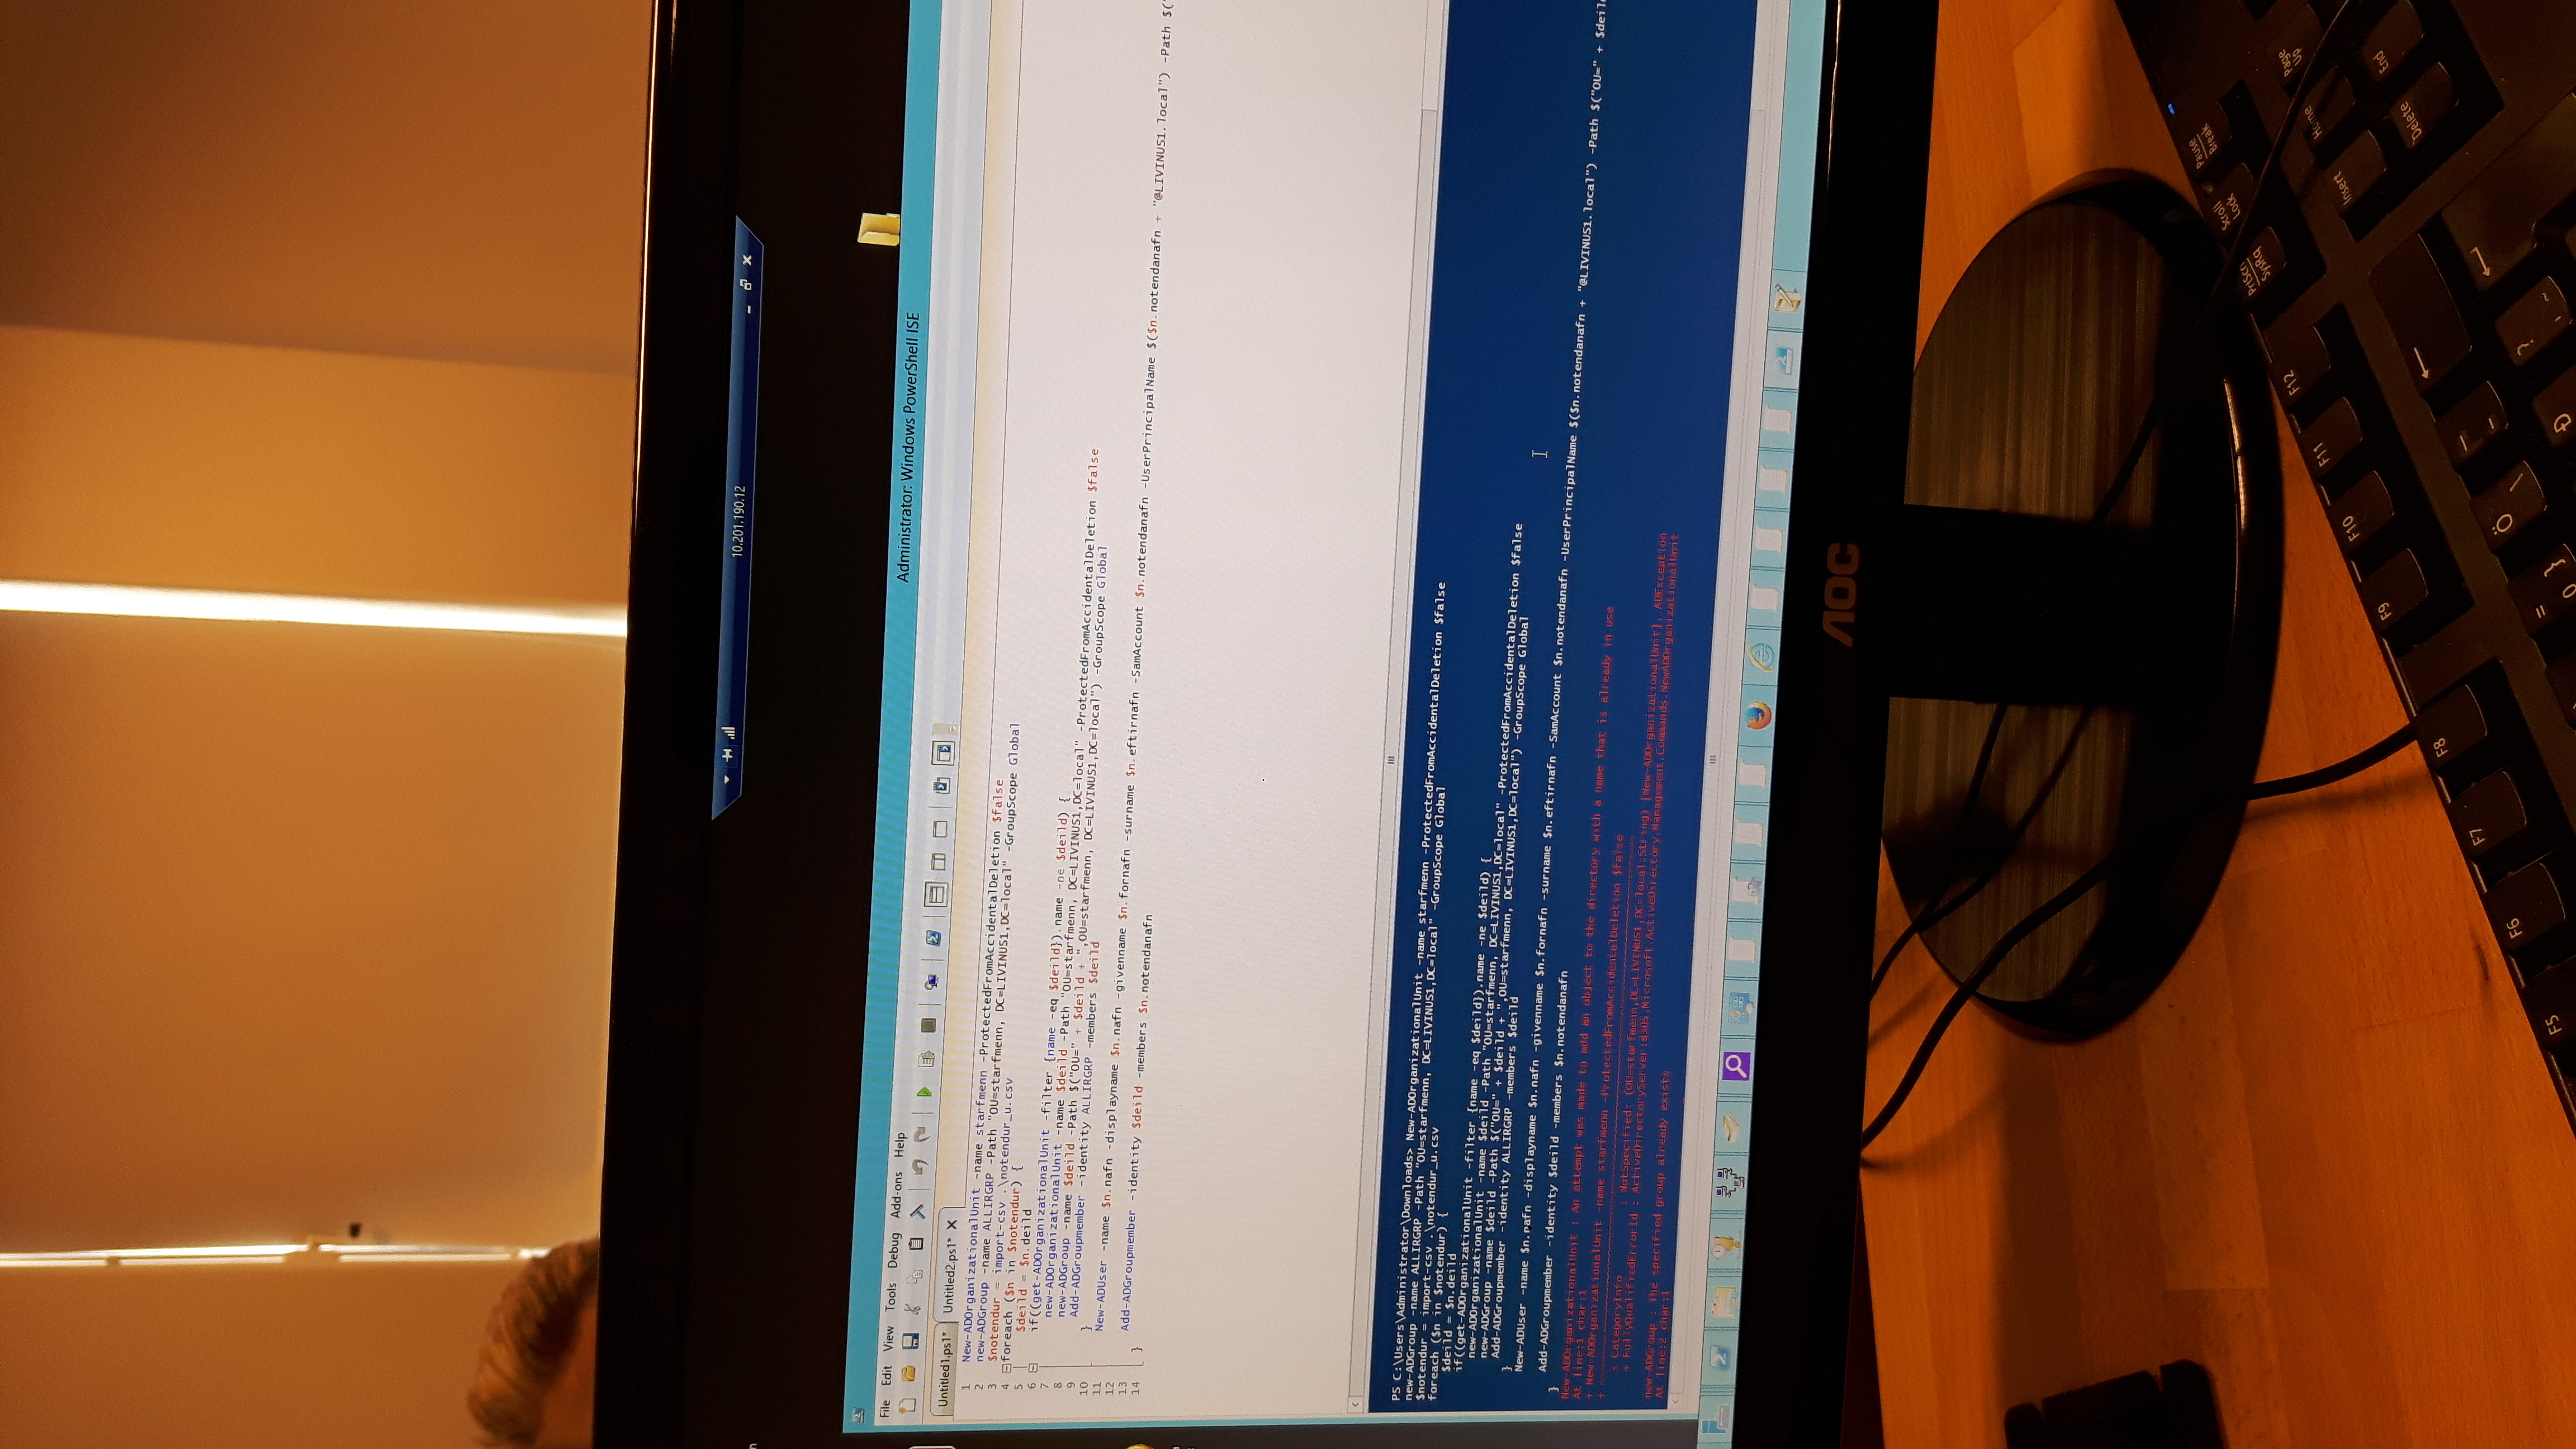 10.201.190.12
Administrator: Windows PowerShell ISE
File Edit View Tools Debug Add-ons Help
Untitled1.ps1* Untitled2.ps1* X
1 New-ADOrganizationalUnit -name starfmenn -ProtectedFromAccidentalDeletion $false
2 new-ADGroup -name ALLIRGRP -Path "OU=starfmenn, DC=LIVINUS1,DC=local" -GroupScope Global
3 $notendur = import-csv .\notendur_u.csv
4 foreach ($n in $notendur) {
5 $deild = $n.deild
6 if((get-ADOrganizationalUnit -filter {name -eq $deild}).name -ne $deild) {
7 new-ADOrganizationalUnit -name $deild -Path "OU=starfmenn, DC=LIVINUS1,DC=local" -ProtectedFromAccidentalDeletion $false
8 new-ADGroup -name $deild -Path $("OU=" + $deild + ",OU=starfmenn, DC=LIVINUS1,DC=local") -GroupScope Global
9 Add-ADGroupmember -identity ALLIRGRP -members $deild
10 }
11 New-ADUser -name $n.nafn -displayname $n.nafn -givenname $n.fornafn -surname $n.eftirnafn -SamAccount $n.notendanafn -UserPrincipalName $($n.notendanafn + "@LIVINUS1.local") -Path $("
12
13 Add-ADGroupmember -identity $deild -members $n.notendanafn
14 }
PS C:\Users\Administrator\Downloads> New-ADOrganizationalUnit -name starfmenn -ProtectedFromAccidentalDeletion $false
new-ADGroup -name ALLIRGRP -Path "OU=starfmenn, DC=LIVINUS1,DC=local" -GroupScope Global
$notendur = import-csv .\notendur_u.csv
foreach ($n in $notendur) {
$deild = $n.deild
if((get-ADOrganizationalUnit -filter {name -eq $deild}).name -ne $deild) {
new-ADOrganizationalUnit -name $deild -Path "OU=starfmenn, DC=LIVINUS1,DC=local" -ProtectedFromAccidentalDeletion $false
new-ADGroup -name $deild -Path $("OU=" + $deild + ",OU=starfmenn, DC=LIVINUS1,DC=local") -GroupScope Global
Add-ADGroupmember -identity ALLIRGRP -members $deild
}
New-ADUser -name $n.nafn -displayname $n.nafn -givenname $n.fornafn -surname $n.eftirnafn -SamAccount $n.notendanafn -UserPrincipalName $($n.notendanafn + "@LIVINUS1.local") -Path $("OU=" + $deil
Add-ADGroupmember -identity $deild -members $n.notendanafn
}
New-ADOrganizationalUnit : An attempt was made to add an object to the directory with a name that is already in use
At line:1 char:1
+ New-ADOrganizationalUnit -name starfmenn -ProtectedFromAccidentalDeletion $false
+ ~~~~~~~~~~~~~~~~~~~~~~~~~~~~~~~~~~~~~~~~~~~~~~~~~~~~~~~~~~~~~~~~~~~~~~~~~~~~~~~~
+ CategoryInfo : NotSpecified: (OU=starfmenn,DC=LIVINUS1,DC=local:String) [New-ADOrganizationalUnit], ADException
+ FullyQualifiedErrorId : ActiveDirectoryServer:8305,Microsoft.ActiveDirectory.Management.Commands.NewADOrganizationalUnit
new-ADGroup : The specified group already exists
At line:2 char:1
AOC
Pause Break
Scroll Lock
PrtScn SysRq
F12
F11
F10
F9
F8
F7
F6
F5
Page Up
Home
Insert
End
Delete
Ö \
= 0 }
? ~
Ð